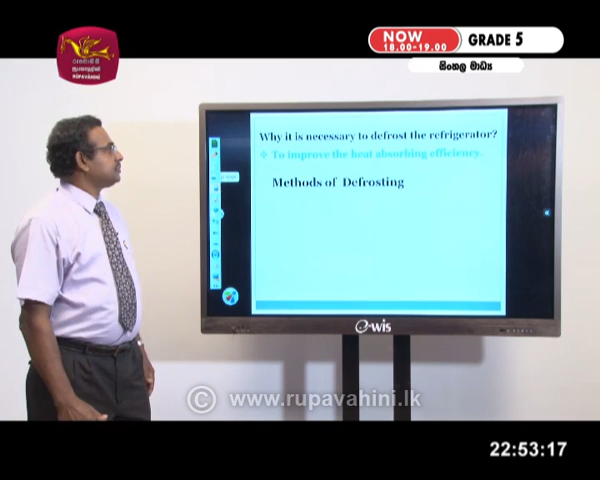 NOW
18.00-19.00
GRADE 5
සිංහල මාධ්‍ය
RUPAVAHINI
Why it is necessary to defrost the refrigerator?
❖ To improve the heat absorbing efficiency.
Methods of Defrosting
e-wis
© www.rupavahini.lk
22:53:17